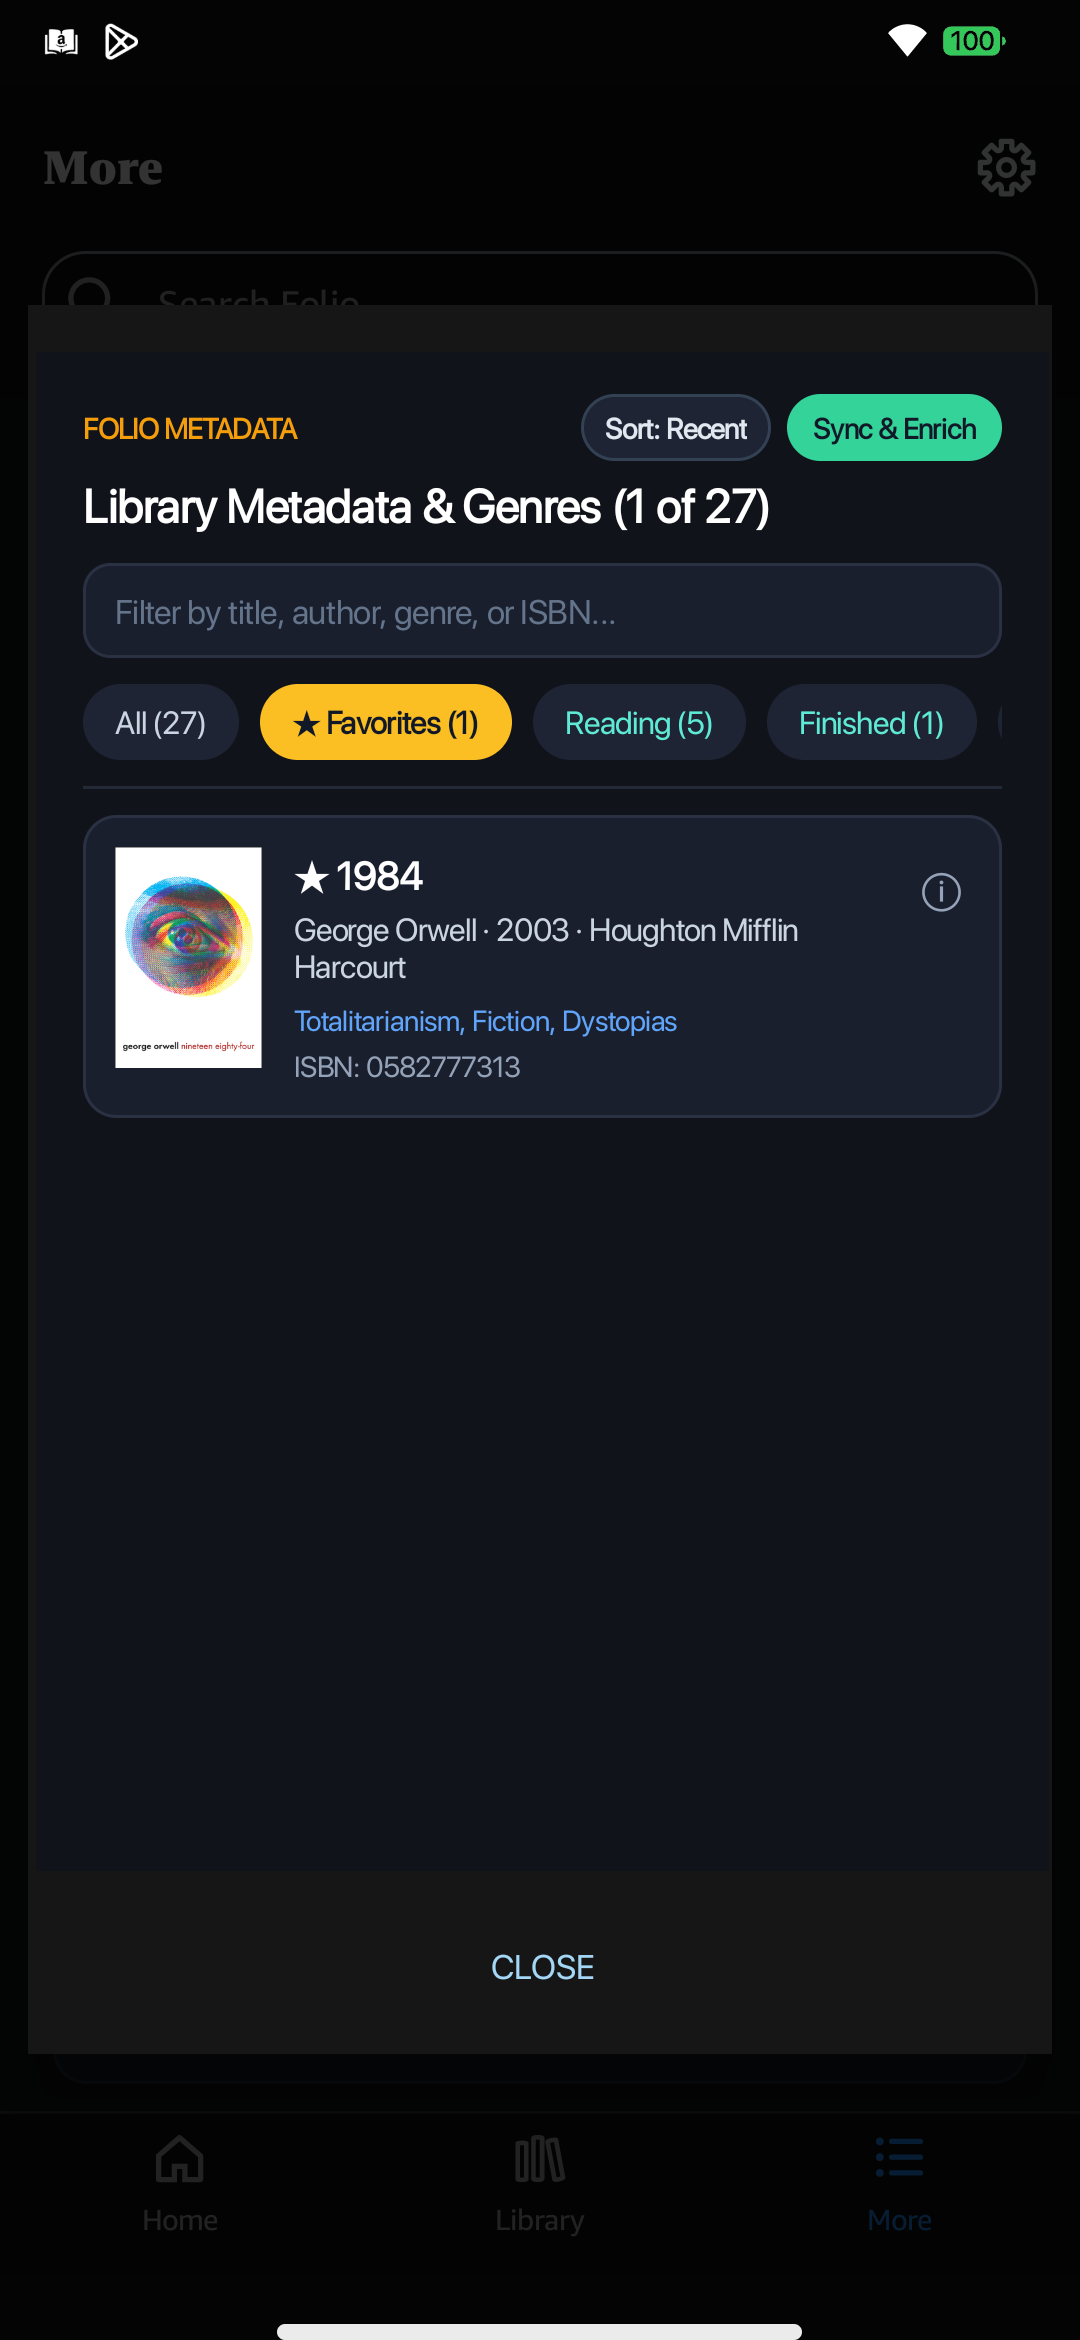 100
More
Search Folio
FOLIO METADATA
Sort: Recent
Sync & Enrich
Library Metadata & Genres (1 of 27)
Filter by title, author, genre, or ISBN...
All (27)
★ Favorites (1)
Reading (5)
Finished (1)
★ 1984
George Orwell · 2003 · Houghton Mifflin
Harcourt
Totalitarianism, Fiction, Dystopias
ISBN: 0582777313
george orwell nineteen eighty-four
CLOSE
Home
Library
More